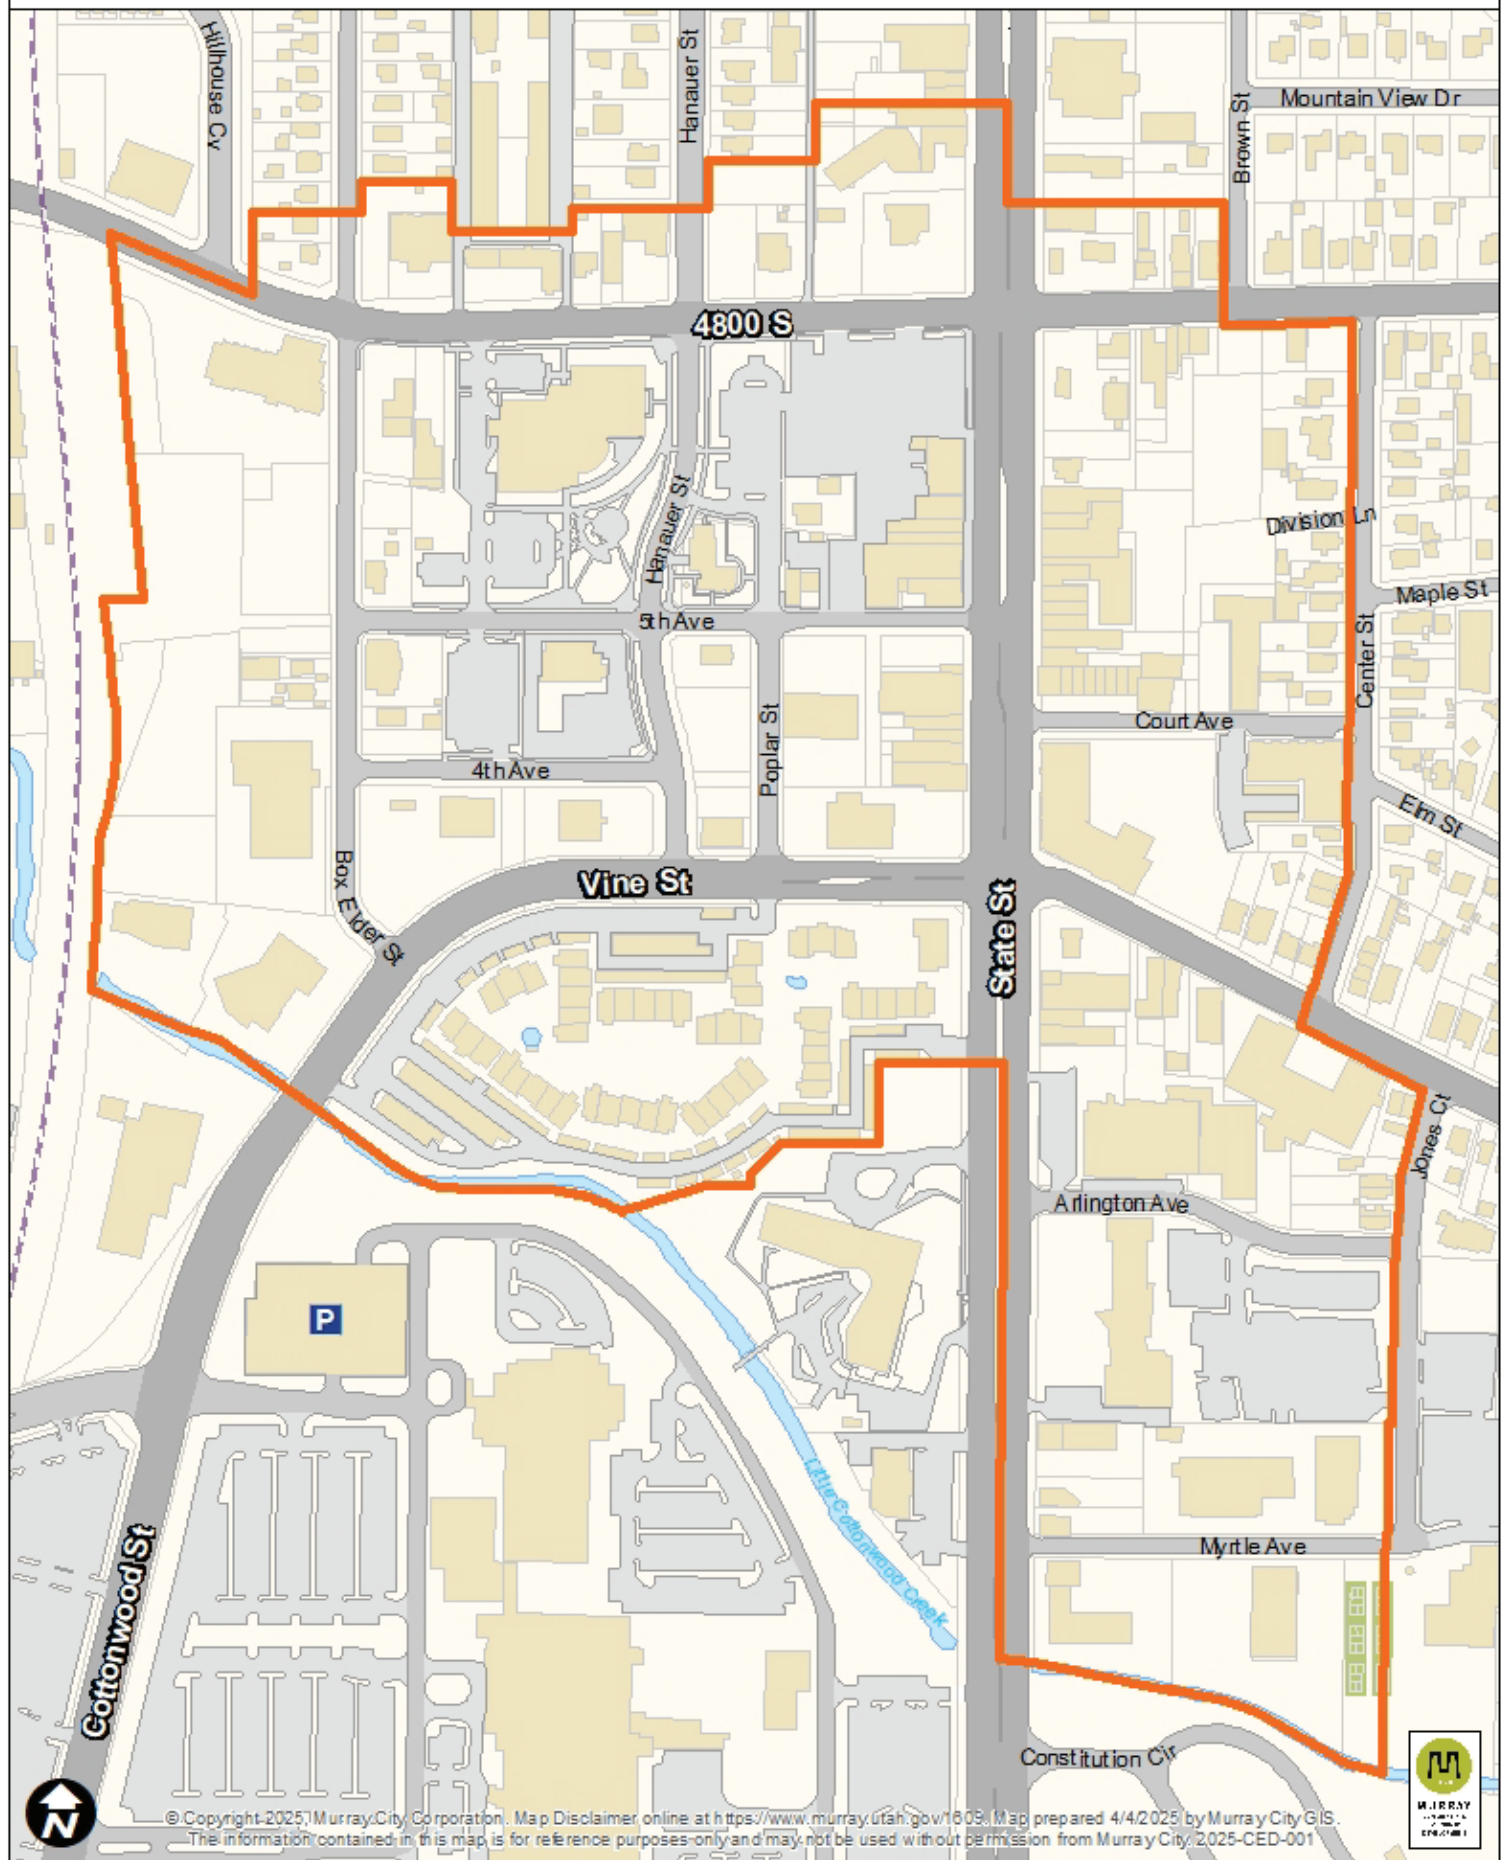 Hillhouse Cv
Hanauer St
Mountain View Dr
Brown St
4800 S
Hanauer St
Division Ln
Maple St
5th Ave
Center St
Poplar St
Court Ave
4th Ave
Elm St
Box Elder St
Vine St
State St
Jones Ct
Arlington Ave
P
Little Cottonwood Creek
Myrtle Ave
Cottonwood St
Constitution Cir
N
© Copyright 2025, Murray City Corporation. Map Disclaimer online at https://www.murray.utah.gov/1609. Map prepared 4/4/2025 by Murray City GIS.
The information contained in this map is for reference purposes only and may not be used without permission from Murray City. 2025-CED-001
M
MURRAY